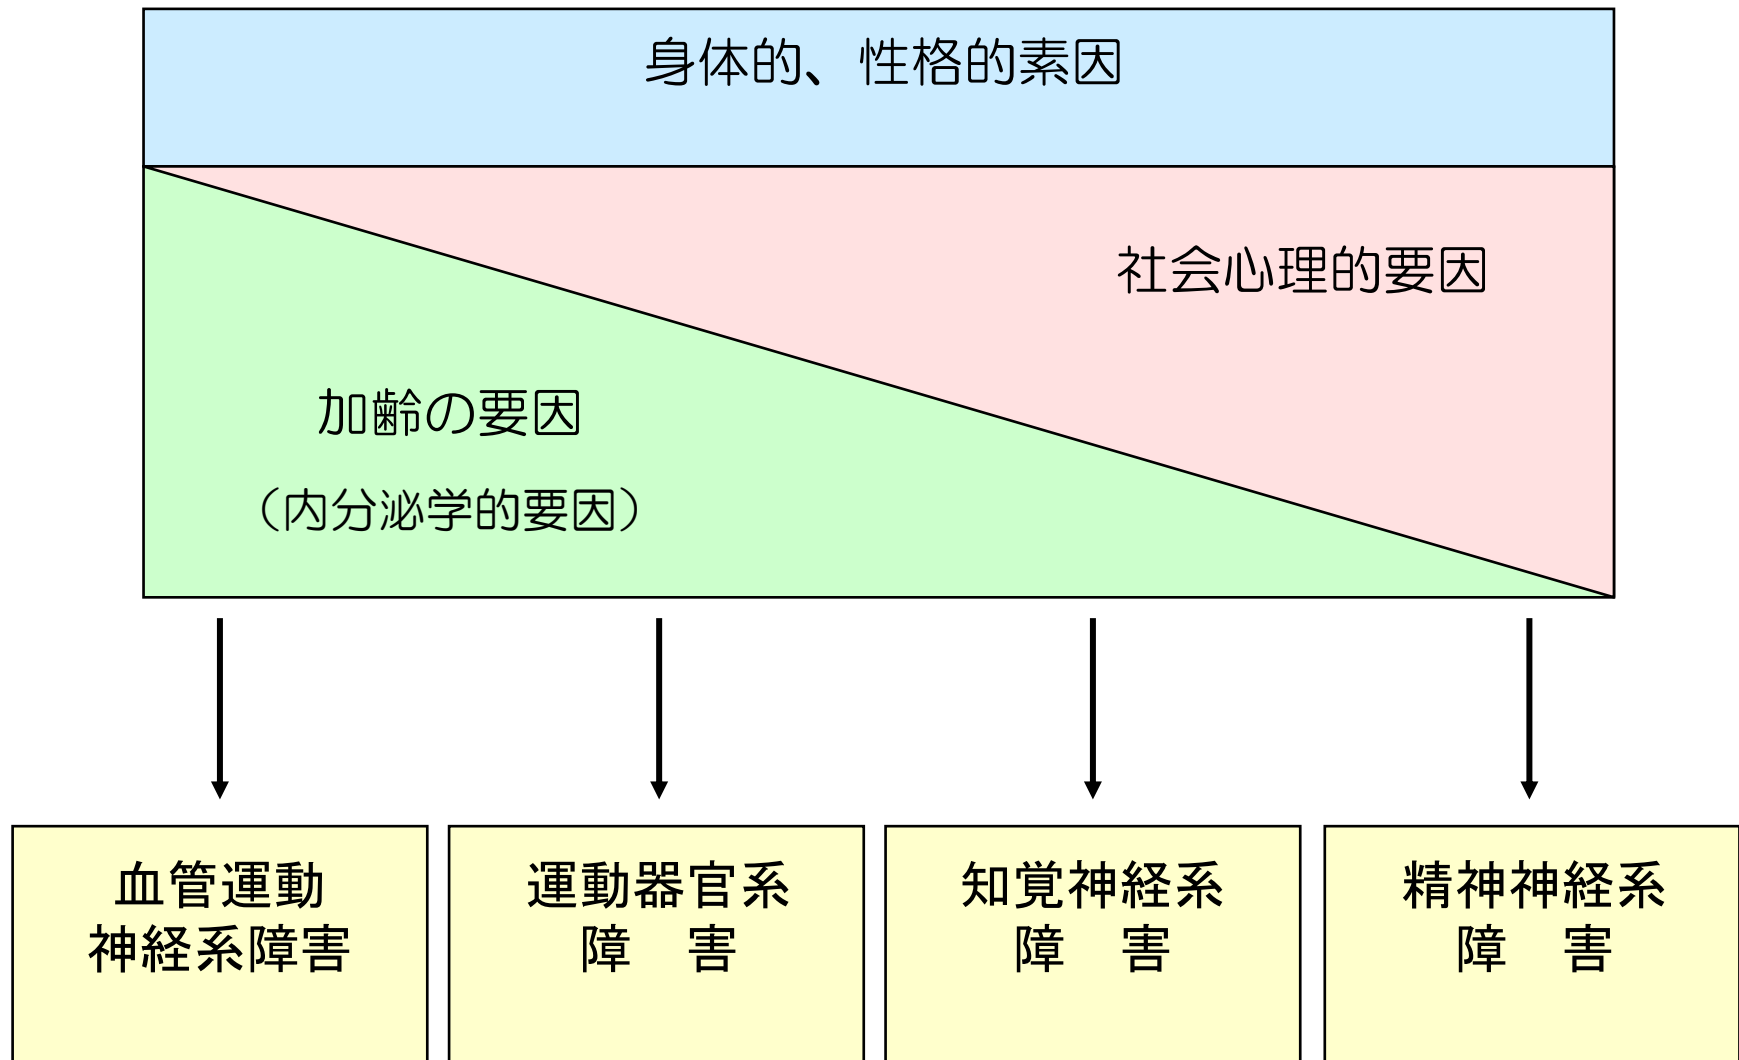 身体的、性格的素因
社会心理的要因
加齢の要因
（内分泌学的要因）
血管運動
神経系障害
運動器官系
障　害
知覚神経系
障　害
精神神経系
障　害